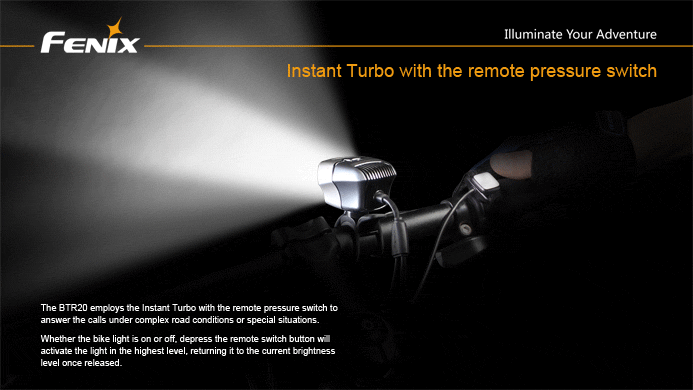 FENIX
Illuminate Your Adventure
Instant Turbo with the remote pressure switch
The BTR20 employs the Instant Turbo with the remote pressure switch to
answer the calls under complex road conditions or special situations.
Whether the bike light is on or off, depress the remote switch button will
activate the light in the highest level, returning it to the current brightness
level once released.